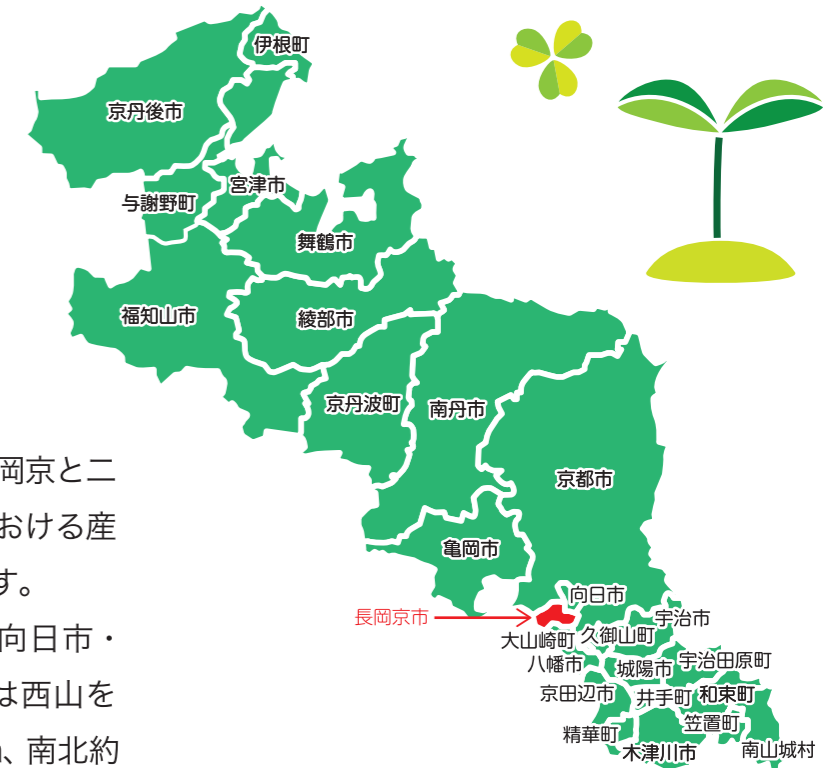 伊根町
京丹後市
宮津市
与謝野町
舞鶴市
福知山市
綾部市
京丹波町
南丹市
京都市
亀岡市
向日市
長岡京市
宇治市
大山崎町
久御山町
八幡市
城陽市
宇治田原町
京田辺市
井手町
和束町
笠置町
精華町
木津川市
南山城村
岡京と二
おける産
す。
向日市・
は西山を
、南北約